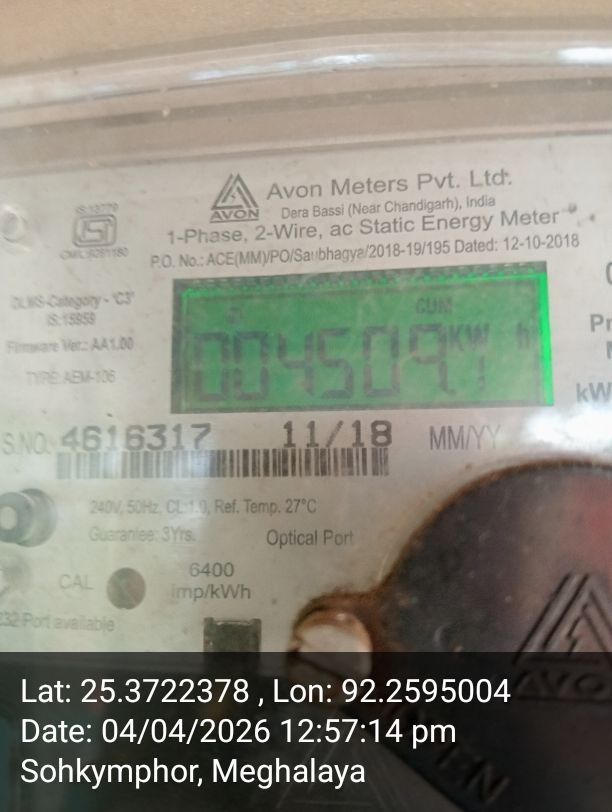 IS:13779
Avon Meters Pvt. Ltd.
AVON
Dera Bassi (Near Chandigarh), India
1-Phase, 2-Wire, ac Static Energy Meter
P.O. No.: ACE(MM)/PO/Saubhagya/2018-19/195 Dated: 12-10-2018
DLMS-Category - 'C3'
IS:15959
Firmware Ver.: AA1.00
TYPE: AEM-106
CUM
004509.7 KW h
kW
S.NO. 4616317 11/18 MM/YY
240V, 50Hz, CL:1.0, Ref. Temp. 27°C
Guarantee: 3Yrs.
Optical Port
CAL
6400
imp/kWh
232 Port available
AVO
Lat: 25.3722378 , Lon: 92.2595004
Date: 04/04/2026 12:57:14 pm
Sohkymphor, Meghalaya